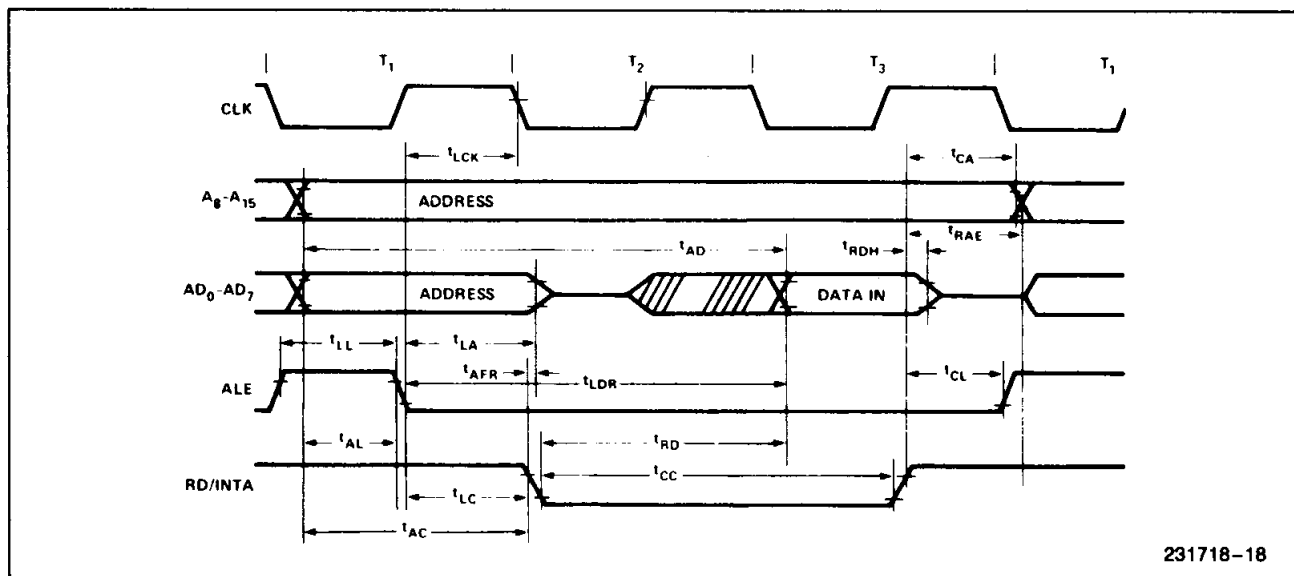 T₁ T₂ T₃ T₁
CLK
tLCK tCA
A₈-A₁₅ ADDRESS
tAD tRDH tRAE
AD₀-AD₇ ADDRESS DATA IN
tLL tLA
ALE tAFR tLDR tCL
tAL tRD
RD/INTA tLC tCC
tAC
231718-18